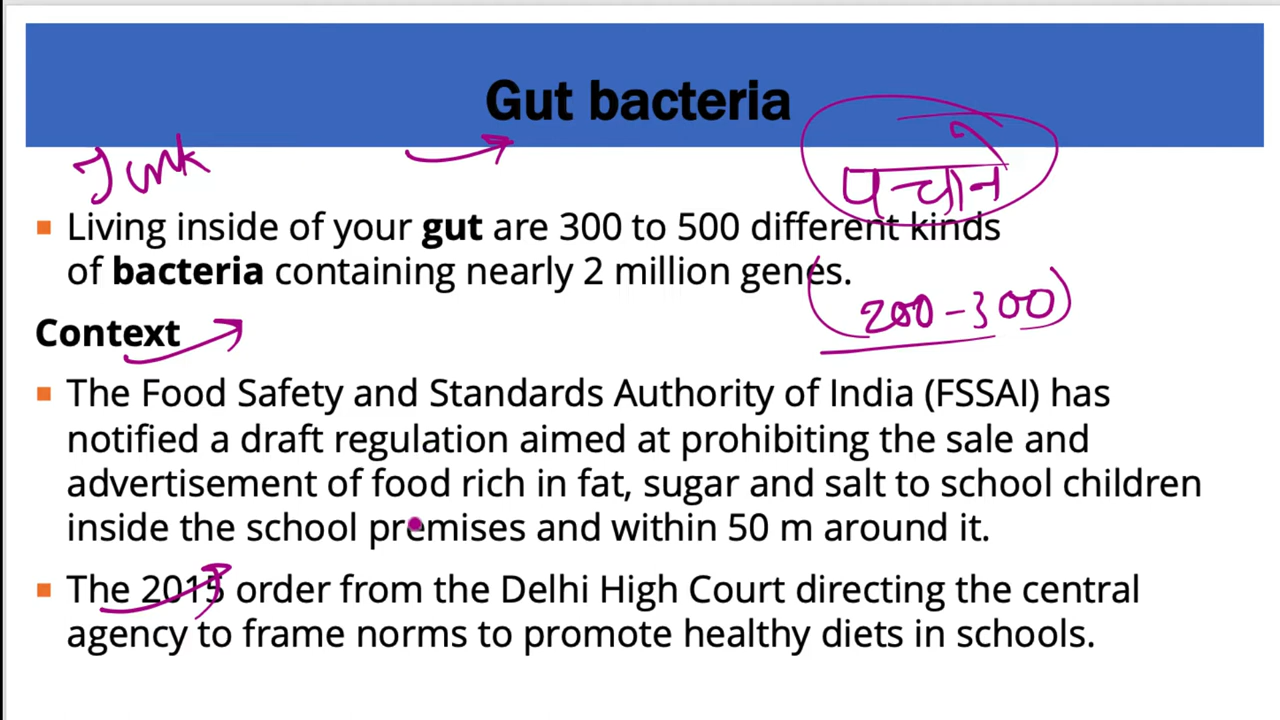 Gut bacteria
Junk
पचाने
▪ Living inside of your gut are 300 to 500 different kinds
of bacteria containing nearly 2 million genes.
200-300
Context
▪ The Food Safety and Standards Authority of India (FSSAI) has
notified a draft regulation aimed at prohibiting the sale and
advertisement of food rich in fat, sugar and salt to school children
inside the school premises and within 50 m around it.
▪ The 2015 order from the Delhi High Court directing the central
agency to frame norms to promote healthy diets in schools.